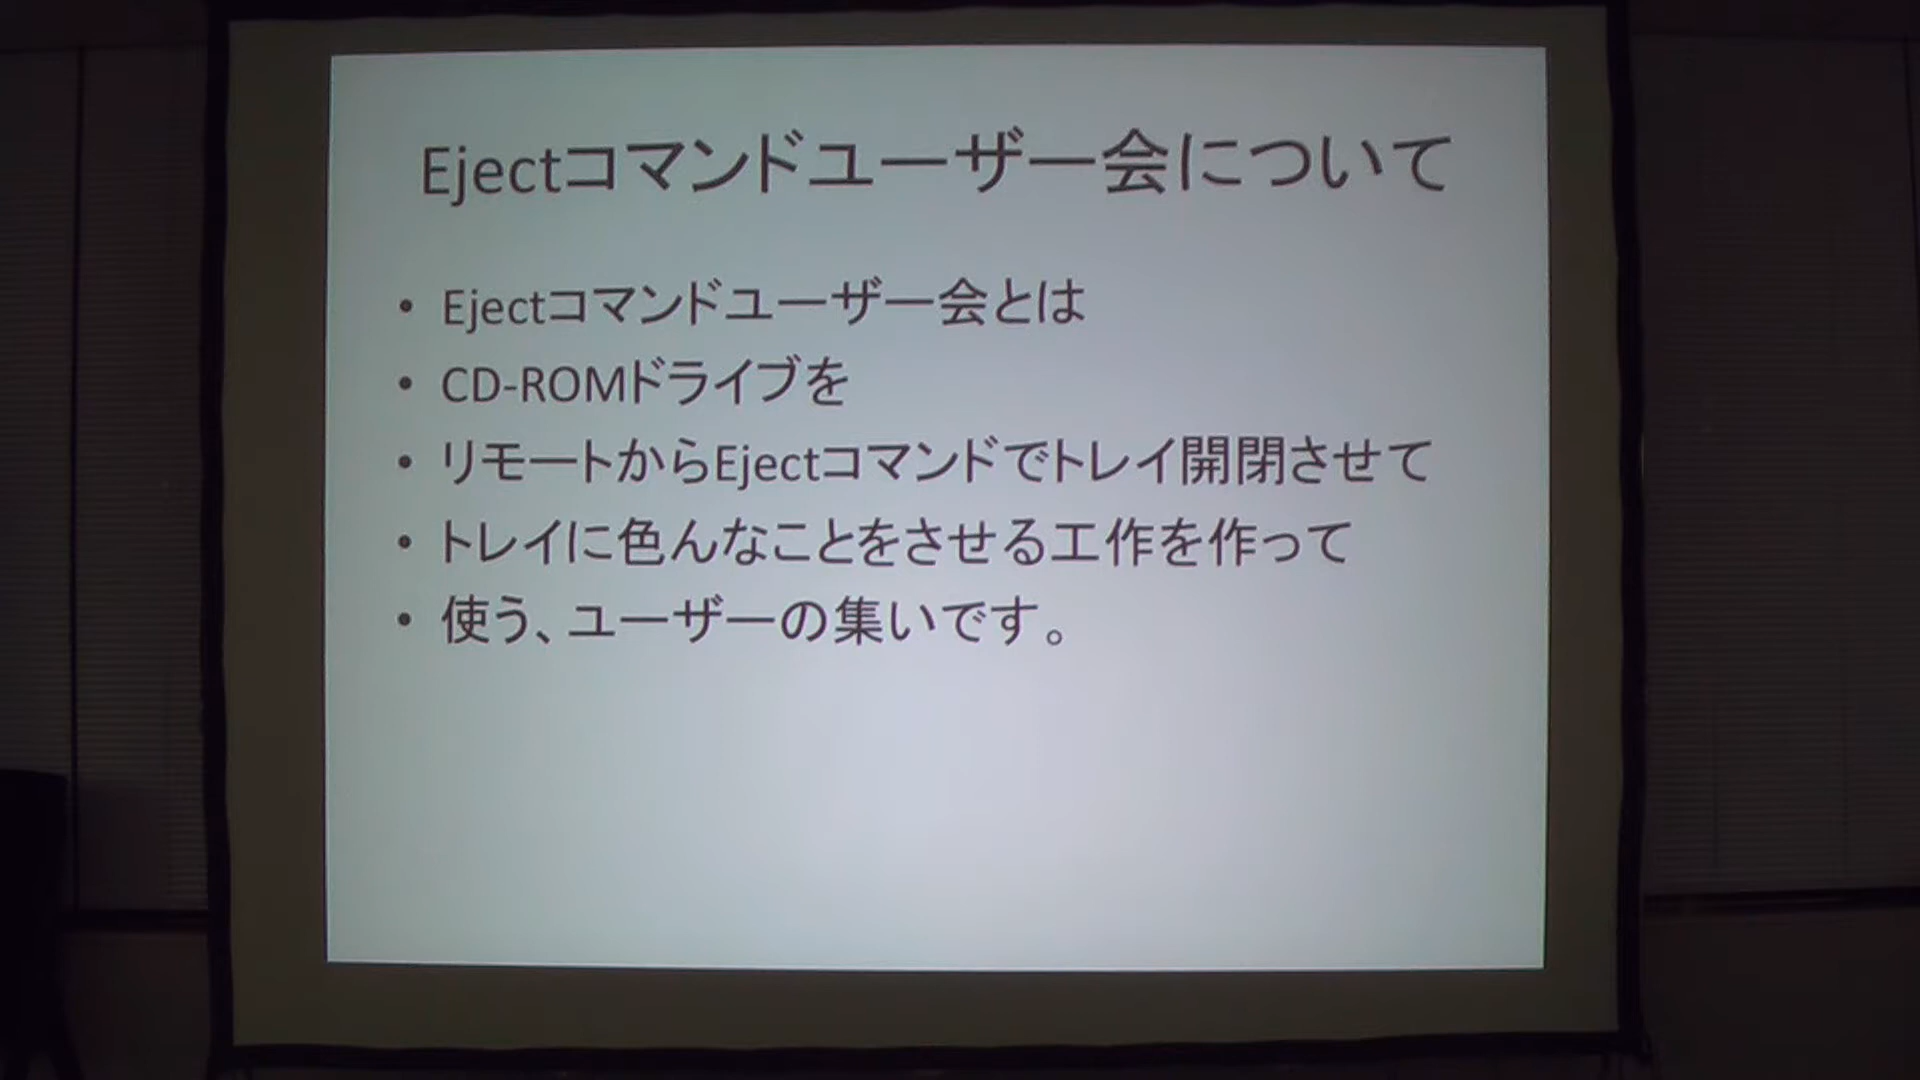 Ejectコマンドユーザー会について
• Ejectコマンドユーザー会とは
• CD-ROMドライブを
• リモートからEjectコマンドでトレイ開閉させて
• トレイに色んなことをさせる工作を作って
• 使う、ユーザーの集いです。